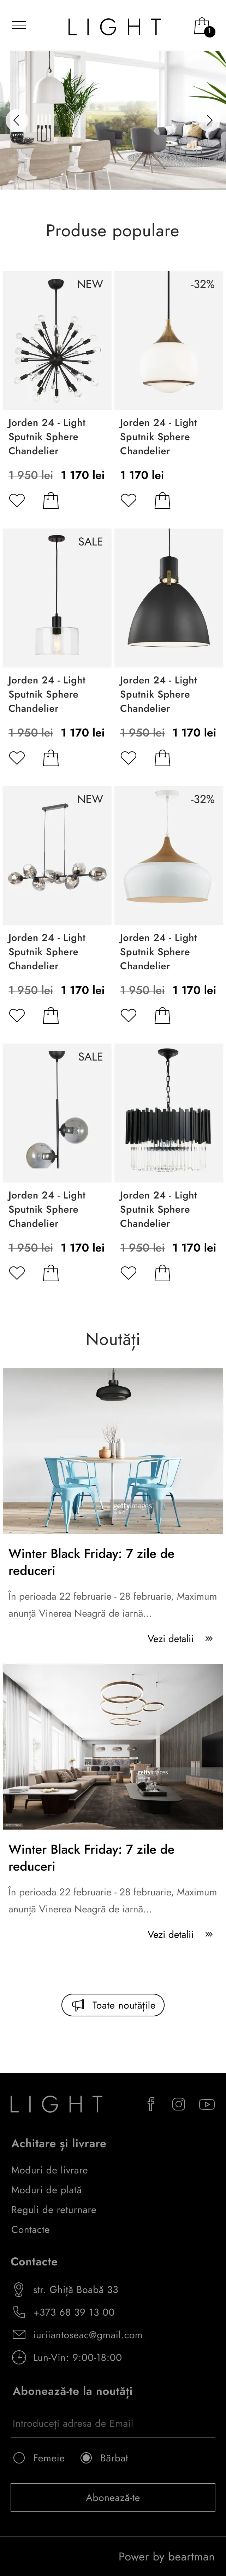 LIGHT
1
Produse populare
NEW
-32%
Jorden 24 - Light
Sputnik Sphere
Chandelier
1 950 lei 1 170 lei
Jorden 24 - Light
Sputnik Sphere
Chandelier
1 170 lei
SALE
Jorden 24 - Light
Sputnik Sphere
Chandelier
1 950 lei 1 170 lei
Jorden 24 - Light
Sputnik Sphere
Chandelier
1 950 lei 1 170 lei
NEW
-32%
Jorden 24 - Light
Sputnik Sphere
Chandelier
1 950 lei 1 170 lei
Jorden 24 - Light
Sputnik Sphere
Chandelier
1 950 lei 1 170 lei
SALE
Jorden 24 - Light
Sputnik Sphere
Chandelier
1 950 lei 1 170 lei
Jorden 24 - Light
Sputnik Sphere
Chandelier
1 950 lei 1 170 lei
Noutăți
gettyimages
Winter Black Friday: 7 zile de
reduceri
În perioada 22 februarie - 28 februarie, Maximum
anunță Vinerea Neagră de iarnă...
Vezi detalii
gettyimages
Winter Black Friday: 7 zile de
reduceri
În perioada 22 februarie - 28 februarie, Maximum
anunță Vinerea Neagră de iarnă...
Vezi detalii
Toate noutățile
LIGHT
Achitare și livrare
Moduri de livrare
Moduri de plată
Reguli de returnare
Contacte
Contacte
str. Ghiță Boabă 33
+373 68 39 13 00
iuriiantoseac@gmail.com
Lun-Vin: 9:00-18:00
Abonează-te la noutăți
Introduceți adresa de Email
Femeie
Bărbat
Abonează-te
Power by beartman